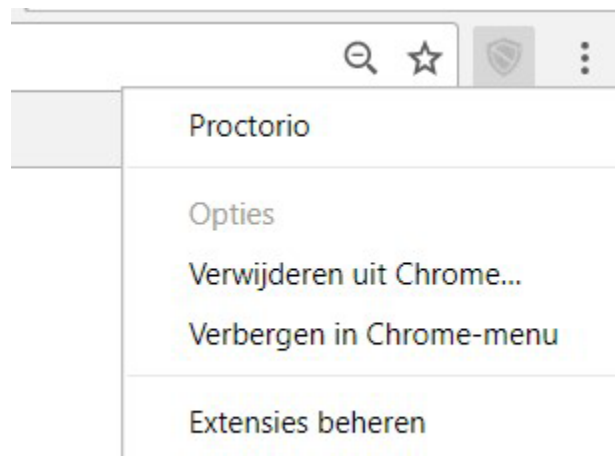 Proctorio
Opties
Verwijderen uit Chrome...
Verbergen in Chrome-menu
Extensies beheren